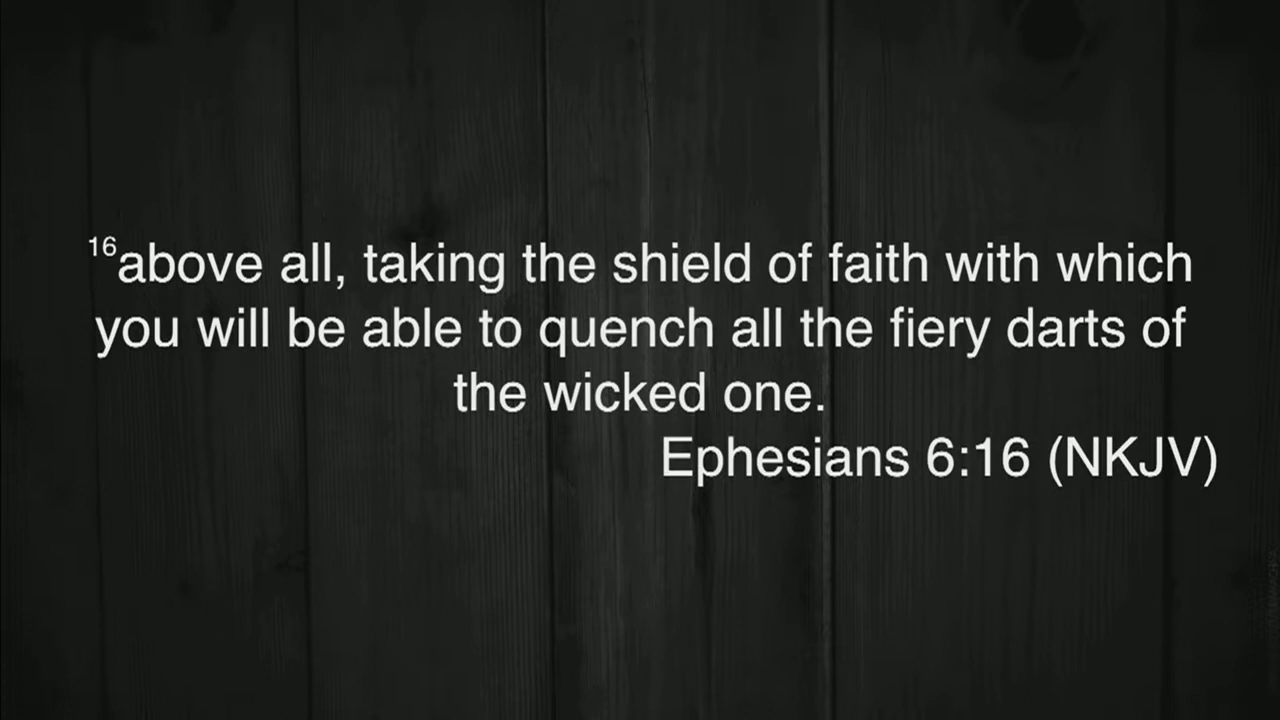 16above all, taking the shield of faith with which
you will be able to quench all the fiery darts of
the wicked one.
Ephesians 6:16 (NKJV)